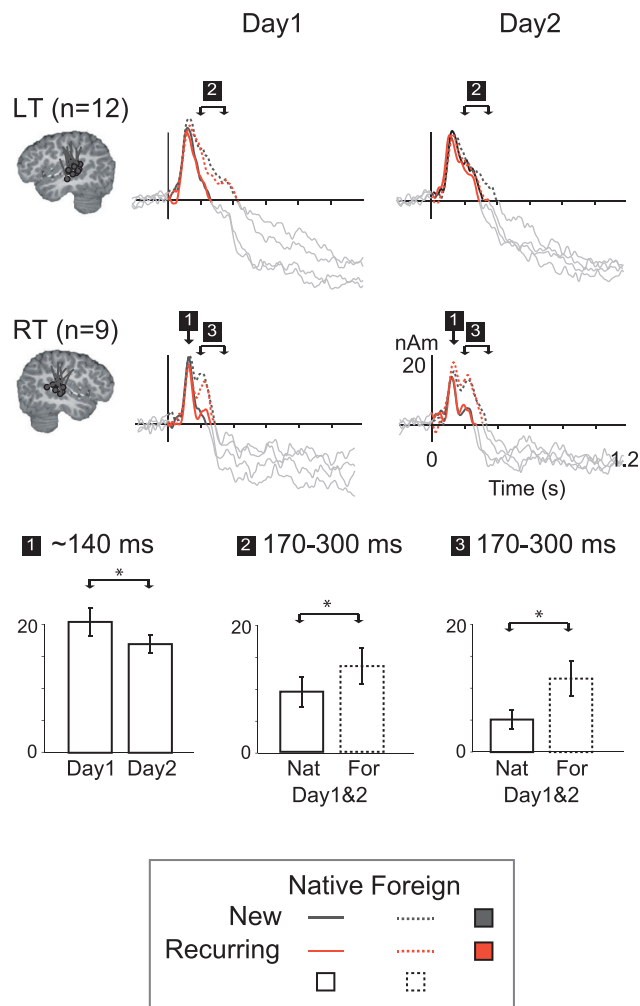 Day1 Day2
2 2
LT (n=12)
1 3 1 3
RT (n=9)
nAm
20
0 1.2
Time (s)
1 ~140 ms 2 170-300 ms 3 170-300 ms
* * *
20 20 20
0 0 0
Day1 Day2 Nat For Nat For
Day1&2 Day1&2
Native Foreign
New
Recurring